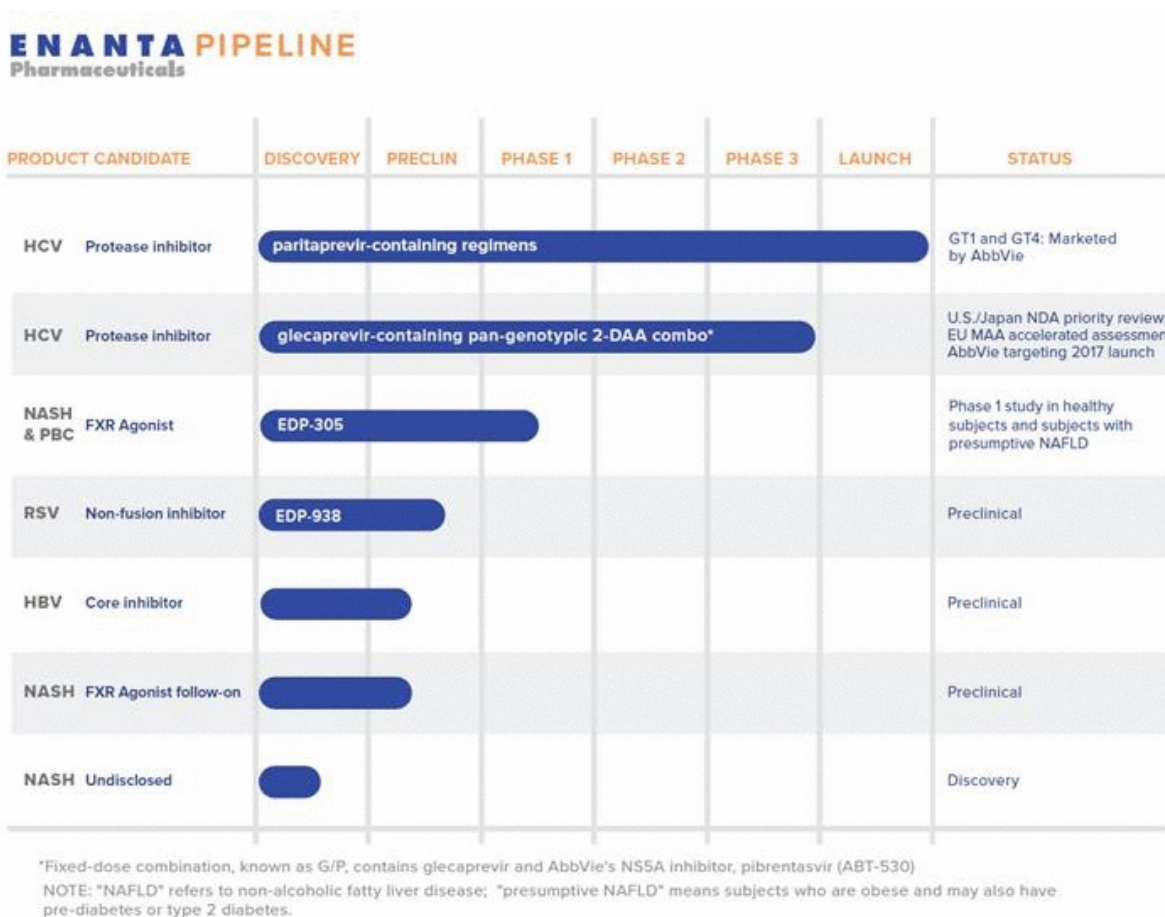 ENANTA PIPELINE
Pharmaceuticals
PRODUCT CANDIDATE DISCOVERY PRECLIN PHASE 1 PHASE 2 PHASE 3 LAUNCH STATUS
HCV Protease inhibitor paritaprevir-containing regimens GT1 and GT4: Marketed
by AbbVie
HCV Protease inhibitor glecaprevir-containing pan-genotypic 2-DAA combo* U.S./Japan NDA priority review
EU MAA accelerated
AbbVie targeting 2017 launch
NASH
& PBC FXR Agonist EDP-305 Phase 1 study in healthy
subjects and subjects with
presumptive NAFLD
RSV Non-fusion inhibitor EDP-938 Preclinical
HBV Core inhibitor Preclinical
NASH FXR Agonist follow-on Preclinical
NASH Undisclosed Discovery
*Fixed-dose combination, known as G/P, contains glecaprevir and AbbVie's NS5A inhibitor, pibrentasvir (ABT-530)
NOTE: "NAFLD" refers to non-alcoholic fatty liver disease; "presumptive NAFLD" means subjects who are obese and may also have
pre-diabetes or type 2 diabetes.